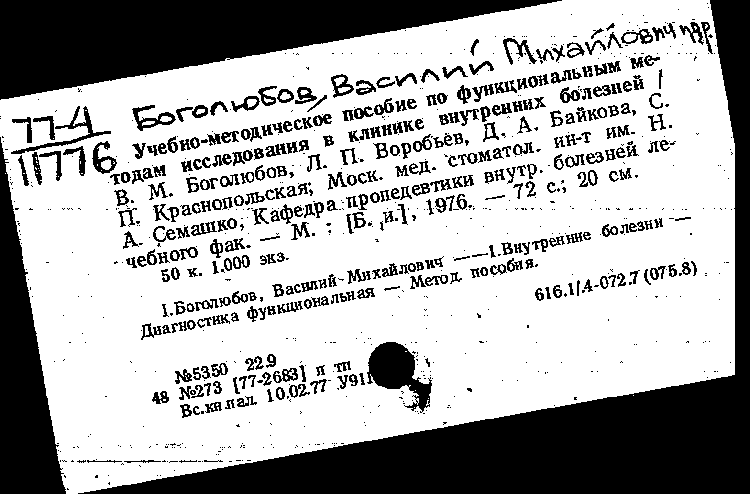 77-4
11776
Боголюбов, Василий Михайлович
Учебно-методическое пособие по функциональным ме-
тодам исследования в клинике внутренних болезней /
В. М. Боголюбов, Л. П. Воробьев, Д. А. Байкова, С.
П. Краснопольская; Моск. мед. стоматол. ин-т им. Н.
А. Семашко, Кафедра пропедевтики внутр. болезней ле-
чебного фак. — М. : [Б. и.], 1976. — 72 с.; 20 см.
50 к. 1.000 экз.
I.Боголюбов, Василий Михайлович ——1.Внутренние болезни —
Диагностика функциональная — Метод. пособия.
616.1/.4-072.7 (075.8)
№5350 22.9
48 №273 [77-2683] п тп
Вс.кн.пал. 10.02.77 У911